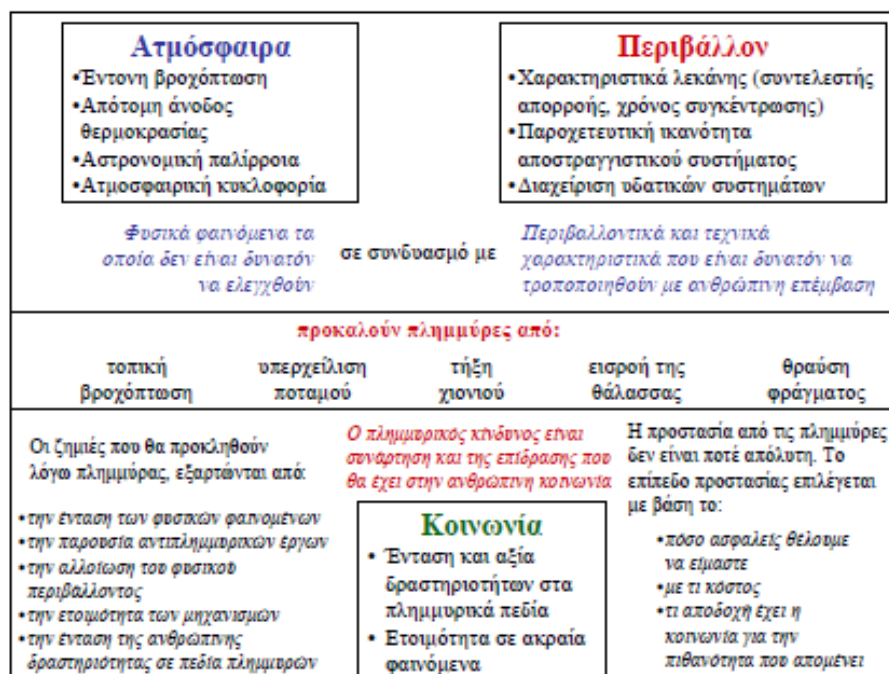 Ατμόσφαιρα
•Έντονη βροχόπτωση
•Απότομη άνοδος
θερμοκρασίας
•Αστρονομική παλίρροια
•Ατμοσφαιρική κυκλοφορία
Περιβάλλον
•Χαρακτηριστικά λεκάνης (συντελεστής
απορροής, χρόνος συγκέντρωσης)
•Παροχετευτική ικανότητα
αποστραγγιστικού συστήματος
•Διαχείριση υδατικών συστημάτων
Φυσικά φαινόμενα τα
οποία δεν είναι δυνατόν
να ελεγχθούν
σε συνδυασμό με
Περιβαλλοντικά και τεχνικά
χαρακτηριστικά που είναι δυνατόν να
τροποποιηθούν με ανθρώπινη επέμβαση
προκαλούν πλημμύρες από:
τοπική
βροχόπτωση
υπερχείλιση
ποταμού
τήξη
χιονιού
εισροή της
θάλασσας
θραύση
φράγματος
Οι ζημιές που θα προκληθούν
λόγω πλημμύρας, εξαρτώνται από:
•την ένταση των φυσικών φαινομένων
•την παρουσία αντιπλημμυρικών έργων
•την αλλοίωση του φυσικού
περιβάλλοντος
•την ετοιμότητα των μηχανισμών
•την ένταση της ανθρώπινης
δραστηριότητας σε πεδία πλημμυρών
Ο πλημμυρικός κίνδυνος είναι
συνάρτηση και της επίδρασης που
θα έχει στην ανθρώπινη κοινωνία
Κοινωνία
• Ένταση και αξία
δραστηριοτήτων στα
πλημμυρικά πεδία
• Ετοιμότητα σε ακραία
φαινόμενα
Η προστασία από τις πλημμύρες
δεν είναι ποτέ απόλυτη. Το
επίπεδο προστασίας επιλέγεται
με βάση το:
•πόσο ασφαλείς θέλουμε
να είμαστε
•με τι κόστος
•τι αποδοχή έχει η
κοινωνία για την
πιθανότητα που απομένει